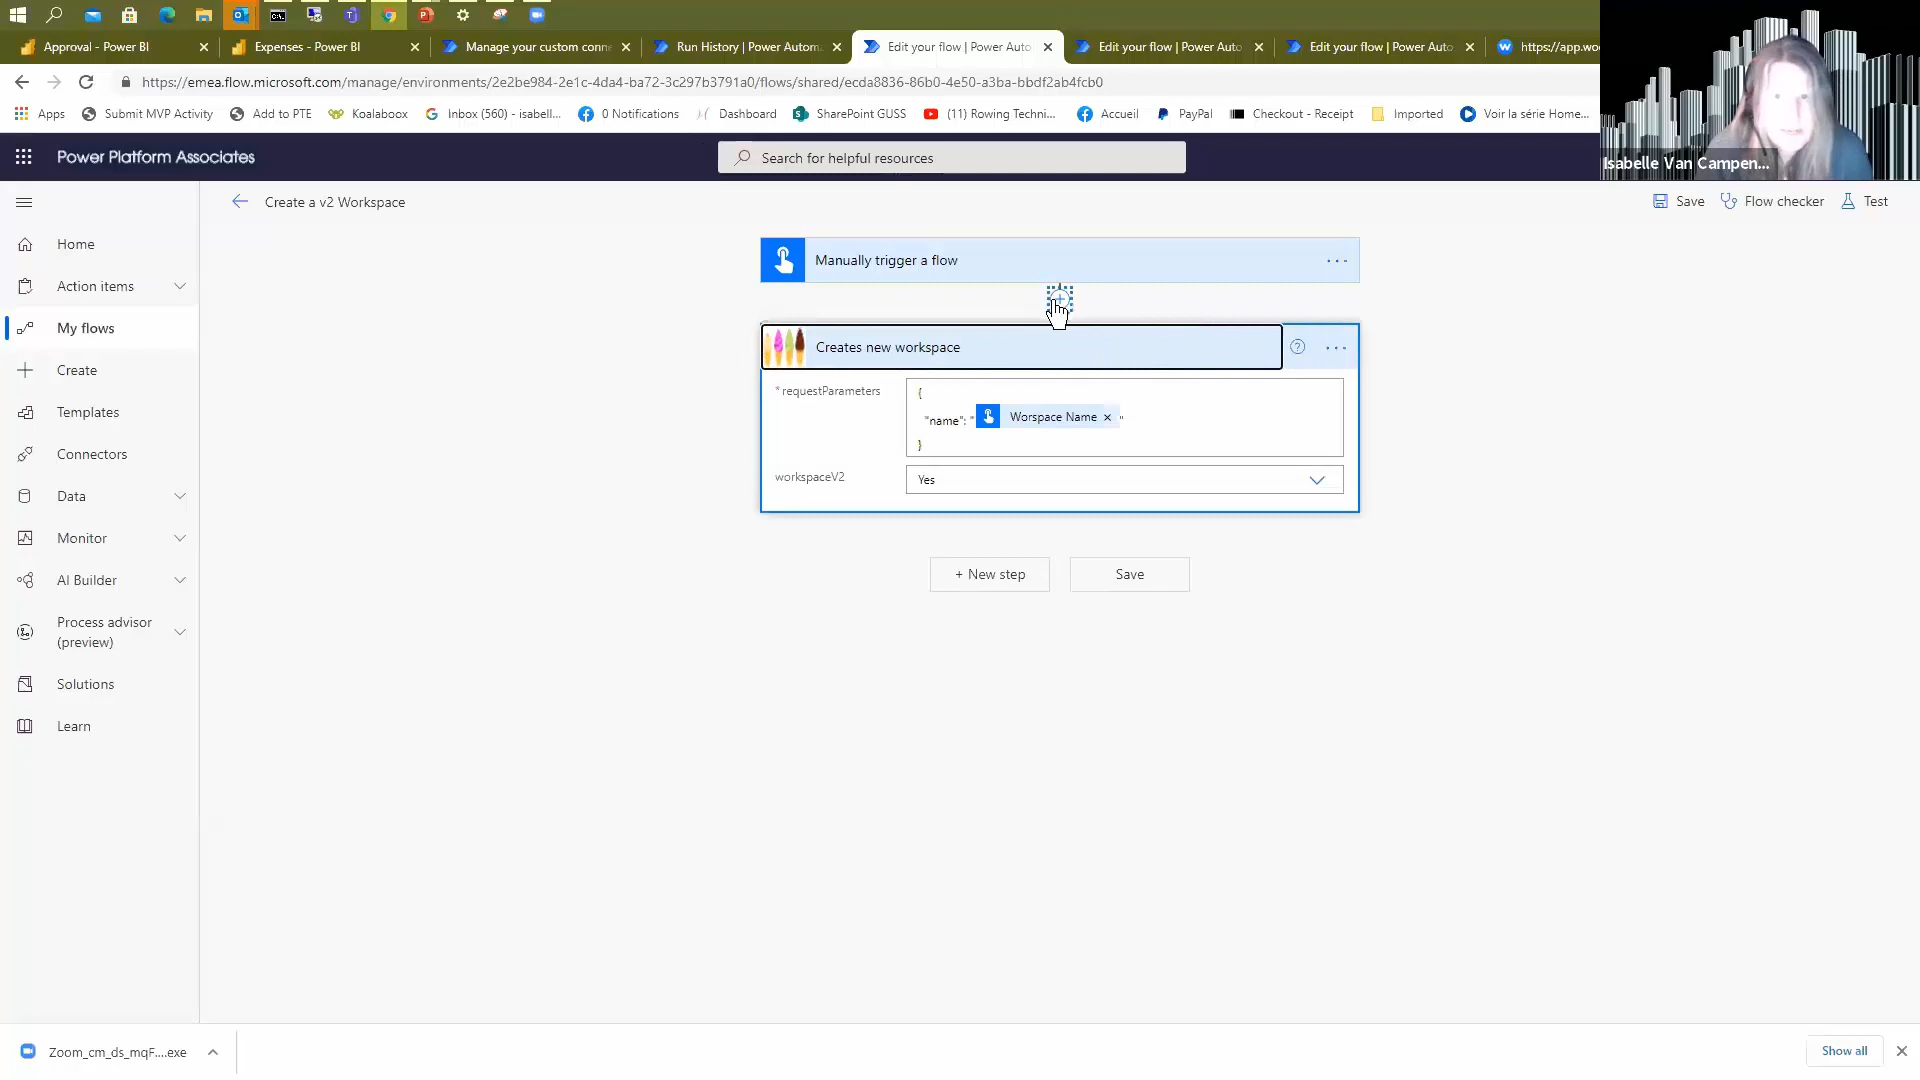 Approval - Power BI
Expenses - Power BI
Manage your custom conne
Run History | Power Autom
Edit your flow | Power Auto
Edit your flow | Power Auto
Edit your flow | Power Auto
https://app.wo
https://emea.flow.microsoft.com/manage/environments/2e2be984-2e1c-4da4-ba72-3c297b3791a0/flows/shared/ecda8836-86b0-4e50-a3ba-bbdf2ab4fcb0
Apps
Submit MVP Activity
Add to PTE
Koalaboox
Inbox (560) - isabell...
0 Notifications
Dashboard
SharePoint GUSS
(11) Rowing Techni...
Accueil
PayPal
Checkout - Receipt
Imported
Voir la série Home...
Isabelle Van Campen...
Power Platform Associates
Search for helpful resources
Create a v2 Workspace
Save
Flow checker
Test
Home
Action items
My flows
Create
Templates
Connectors
Data
Monitor
AI Builder
Process advisor
(preview)
Solutions
Learn
Manually trigger a flow
Creates new workspace
* requestParameters
{
"name": " Worspace Name × "
}
workspaceV2
Yes
+ New step
Save
Zoom_cm_ds_mqF....exe
Show all